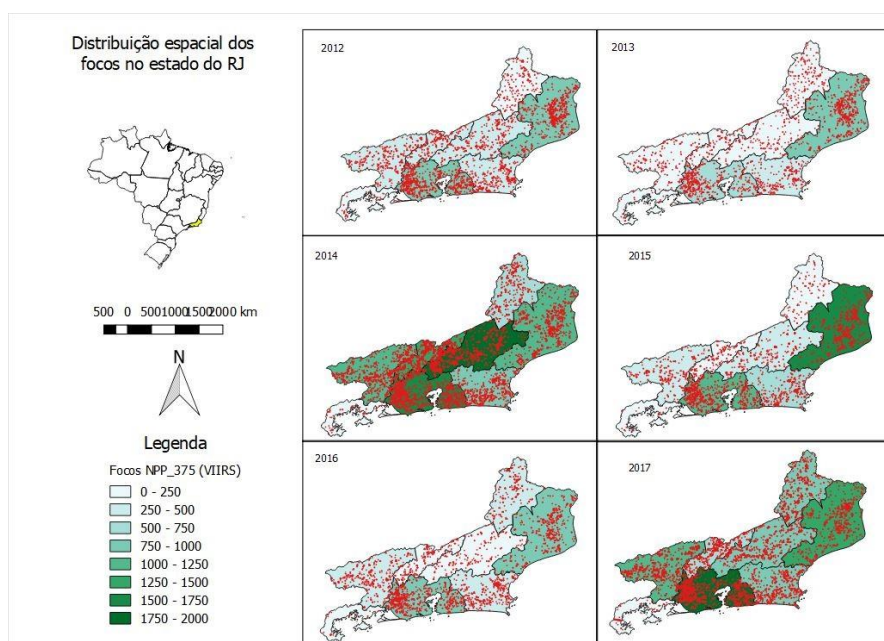 Distribuição espacial dos
focos no estado do RJ
500 0 500 1000 1500 2000 km
N
Legenda
Focos NPP_375 (VIIRS)
0 - 250
250 - 500
500 - 750
750 - 1000
1000 - 1250
1250 - 1500
1500 - 1750
1750 - 2000
2012
2013
2014
2015
2016
2017